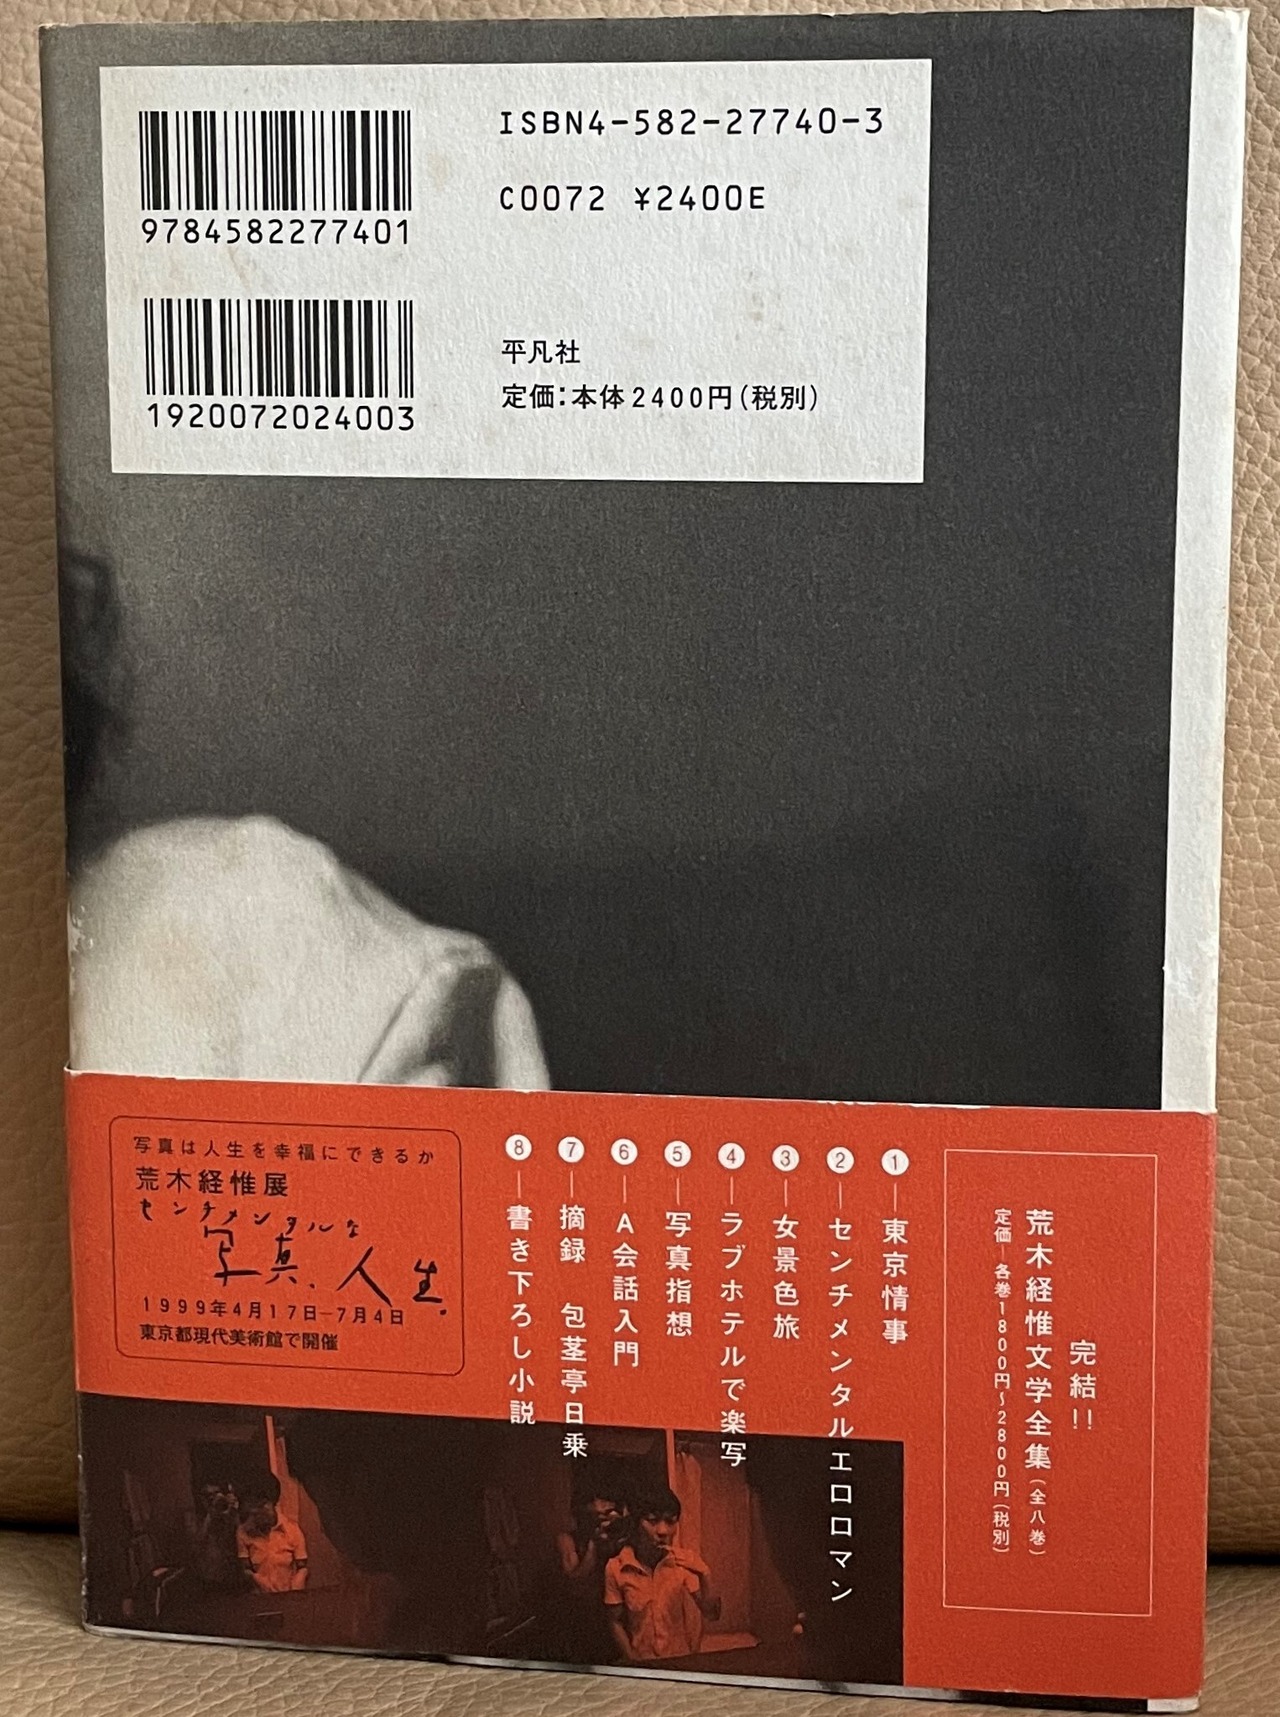 ISBN4-582-27740-3
C0072 ¥2400E
9784582277401
1920072024003
平凡社
定価:本体2400円(税別)
完結!!
荒木経惟文学全集(全八巻)
定価―各巻1800円〜2800円(税別)
1―東京情事
2―センチメンタルエロロマン
3―女景色旅
4―ラブホテルで楽写
5―写真指想
6―A会話入門
7―摘録 包茎亭日乗
8―書き下ろし小説
写真は人生を幸福にできるか
荒木経惟展
センチメンタルな
写真、人生。
1999年4月17日―7月4日
東京都現代美術館で開催